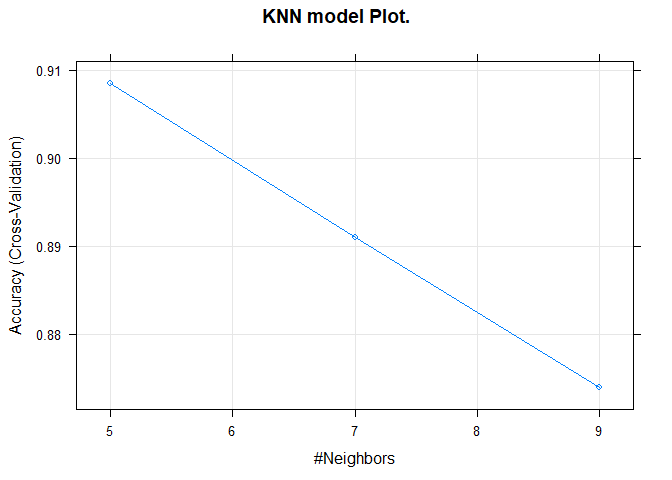 KNN model Plot.
Accuracy (Cross-Validation)
0.91
0.90
0.89
0.88
5 6 7 8 9
#Neighbors